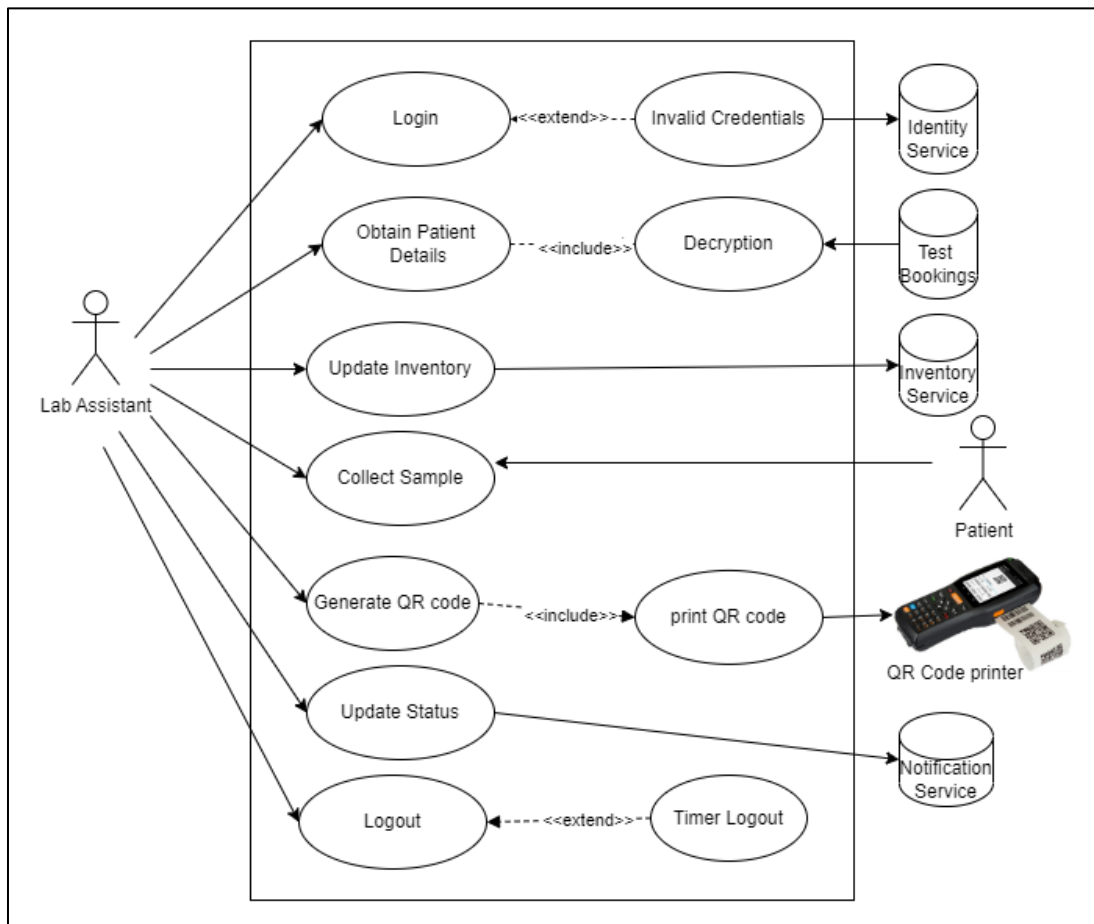 Login
<<extend>>
Invalid Credentials
Identity
Service
Obtain Patient
Details
<<include>>
Decryption
Test
Bookings
Lab Assistant
Update Inventory
Inventory
Service
Collect Sample
Patient
Generate QR code
<<include>>
print QR code
QR Code printer
Update Status
Notification
Service
Logout
<<extend>>
Timer Logout